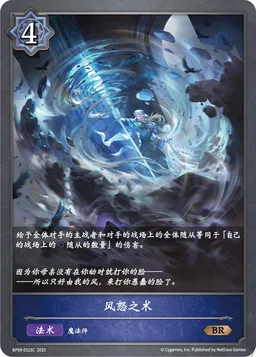 4
给予全体对手的主战者和对手的战场上的全体随从等同于「自己
的战场上的 随从的数量」的伤害。
因为你母亲没有在你幼时就打你的脸——
——所以只好由我的风，来打你愚蠢的脸了。
风怒之术
法术 魔法师 BR
BP09-051SC 2025 © Cygames, Inc. Published by NetEase Games